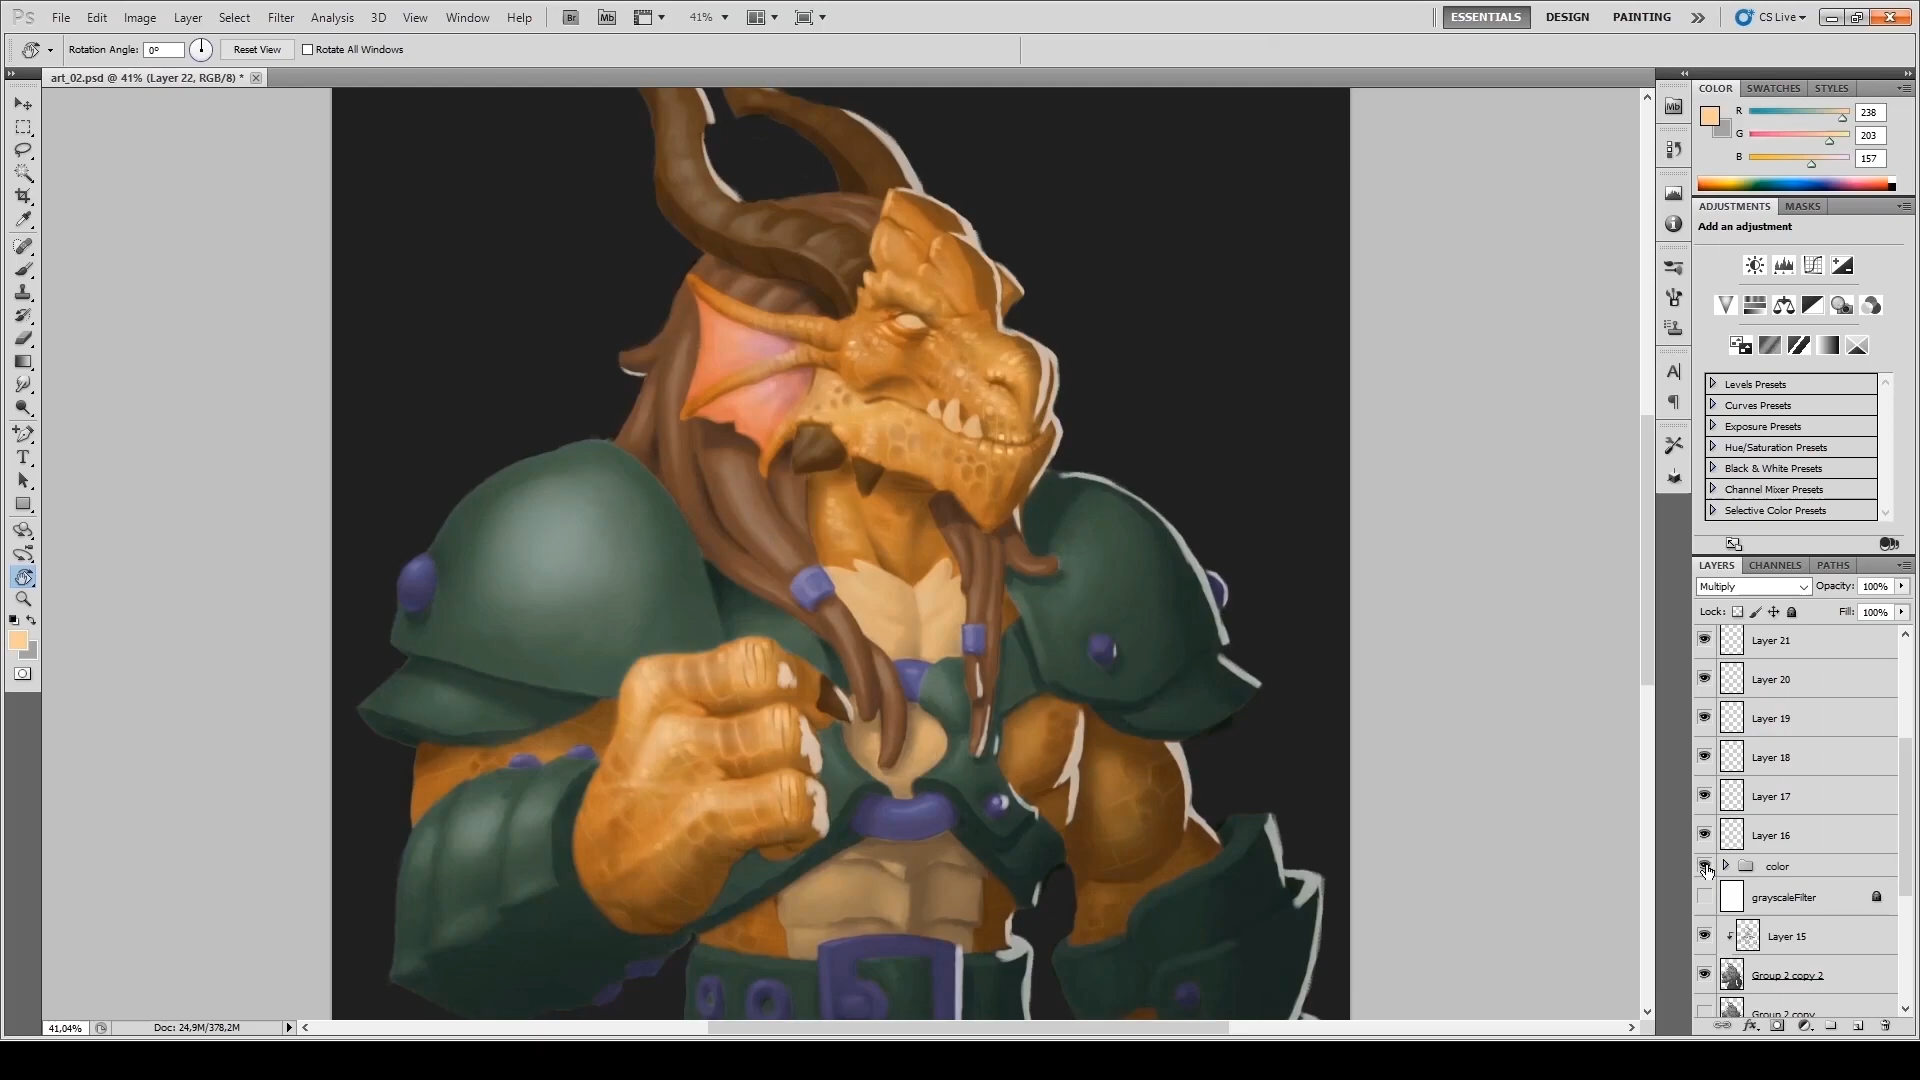 Ps File Edit Image Layer Select Filter Analysis 3D View Window Help Br Mb 41% ESSENTIALS DESIGN PAINTING CS Live
Rotation Angle: 0° Reset View Rotate All Windows
art_02.psd @ 41% (Layer 22, RGB/8) *
COLOR SWATCHES STYLES
R 238
G 203
B 157
ADJUSTMENTS MASKS
Add an adjustment
Levels Presets
Curves Presets
Exposure Presets
Hue/Saturation Presets
Black & White Presets
Channel Mixer Presets
Selective Color Presets
LAYERS CHANNELS PATHS
Multiply Opacity: 100%
Lock: Fill: 100%
Layer 21
Layer 20
Layer 19
Layer 18
Layer 17
Layer 16
color
grayscaleFilter
Layer 15
Group 2 copy 2
Group 2 copy
41,04% Doc: 24,9M/378,2M